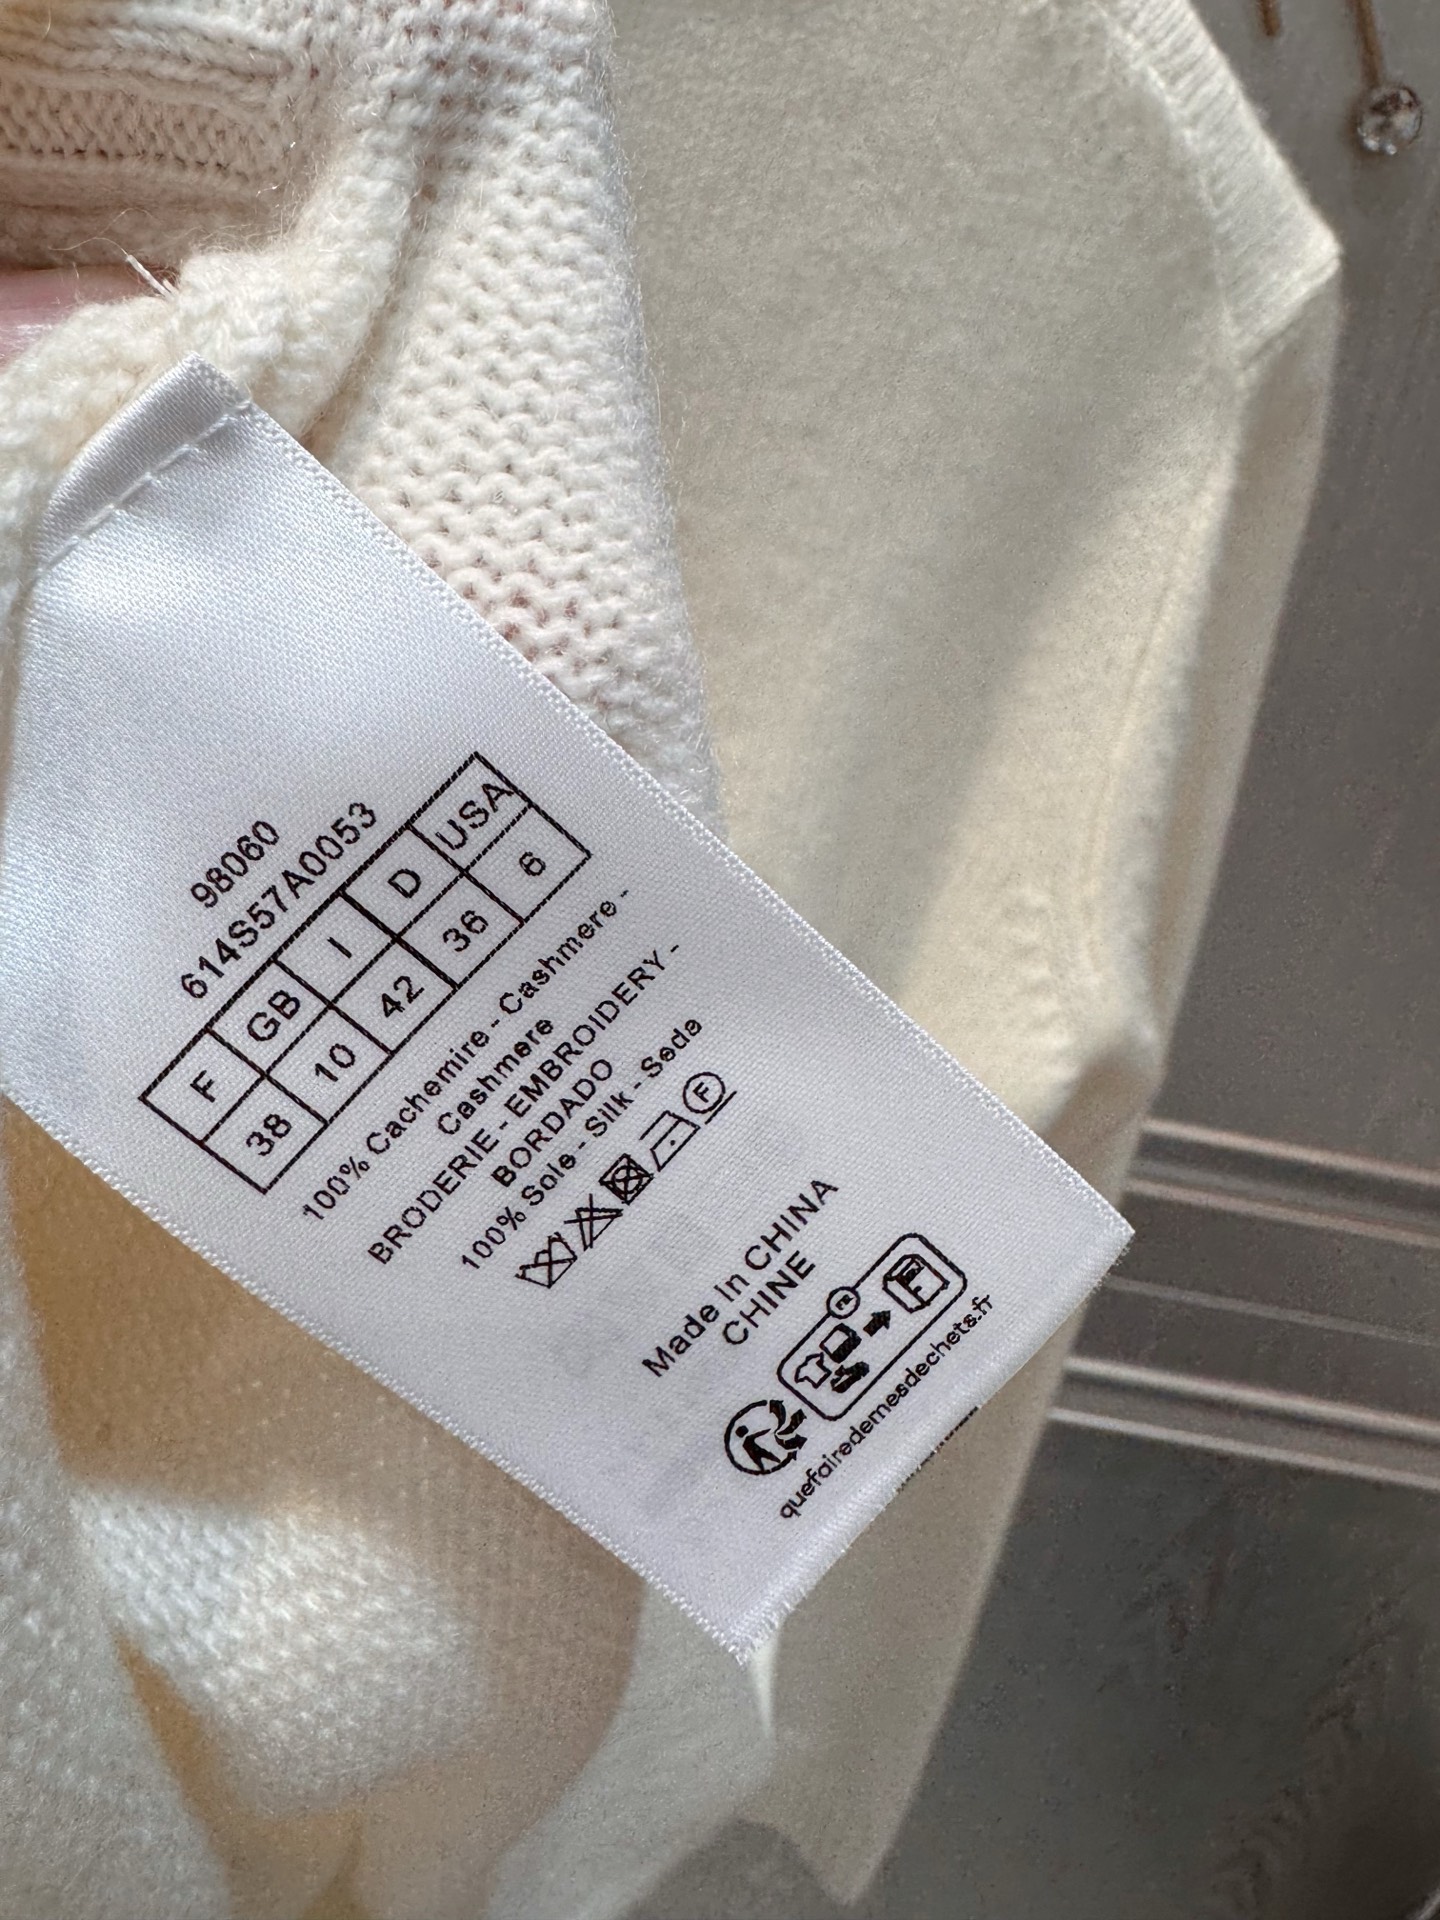 98060
614S57A0053
F GB I D USA
38 10 42 36 6
100% Cachemire - Cashmere -
Cashmere
BRODERIE - EMBROIDERY -
BORDADO
100% Soie - Silk - Seda
F
Made In CHINA
CHINE
FR
quefairedemesdechets.fr